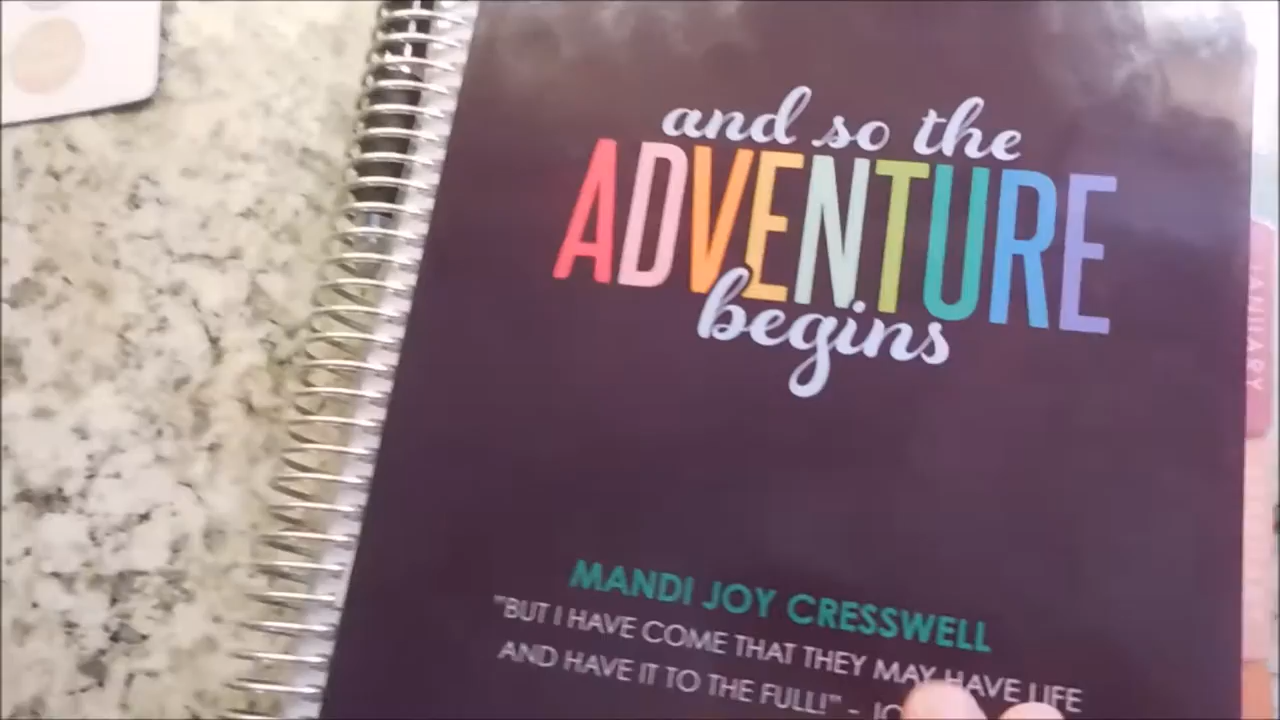 and so the
ADVENTURE
begins
MANDI JOY CRESSWELL
"BUT I HAVE COME THAT THEY MAY HAVE LIFE
AND HAVE IT TO THE FULL!" -
JANUARY